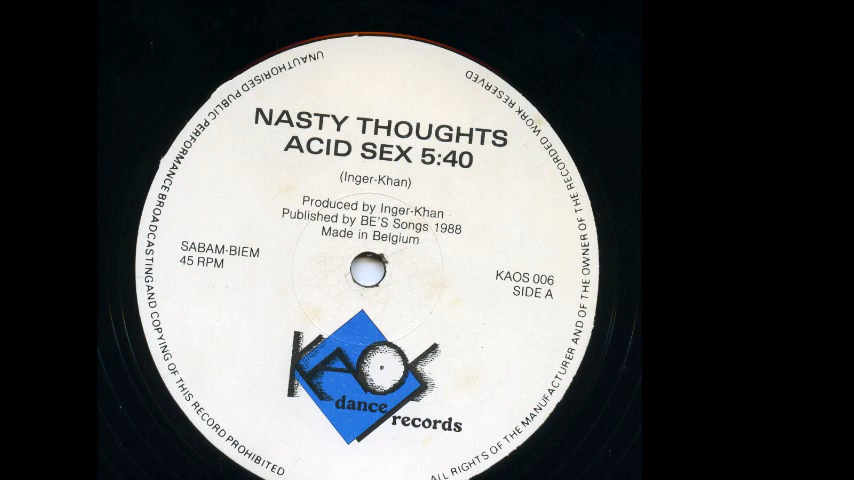 NASTY THOUGHTS
ACID SEX 5:40
(Inger-Khan)
Produced by Inger-Khan
Published by BE'S Songs 1988
Made in Belgium
SABAM-BIEM
45 RPM
KAOS 006
SIDE A
KAOS
dance
records
ALL RIGHTS OF THE MANUFACTURER AND OF THE OWNER OF THE RECORDED WORK RESERVED
UNAUTHORISED PUBLIC PERFORMANCE BROADCASTING AND COPYING OF THIS RECORD PROHIBITED